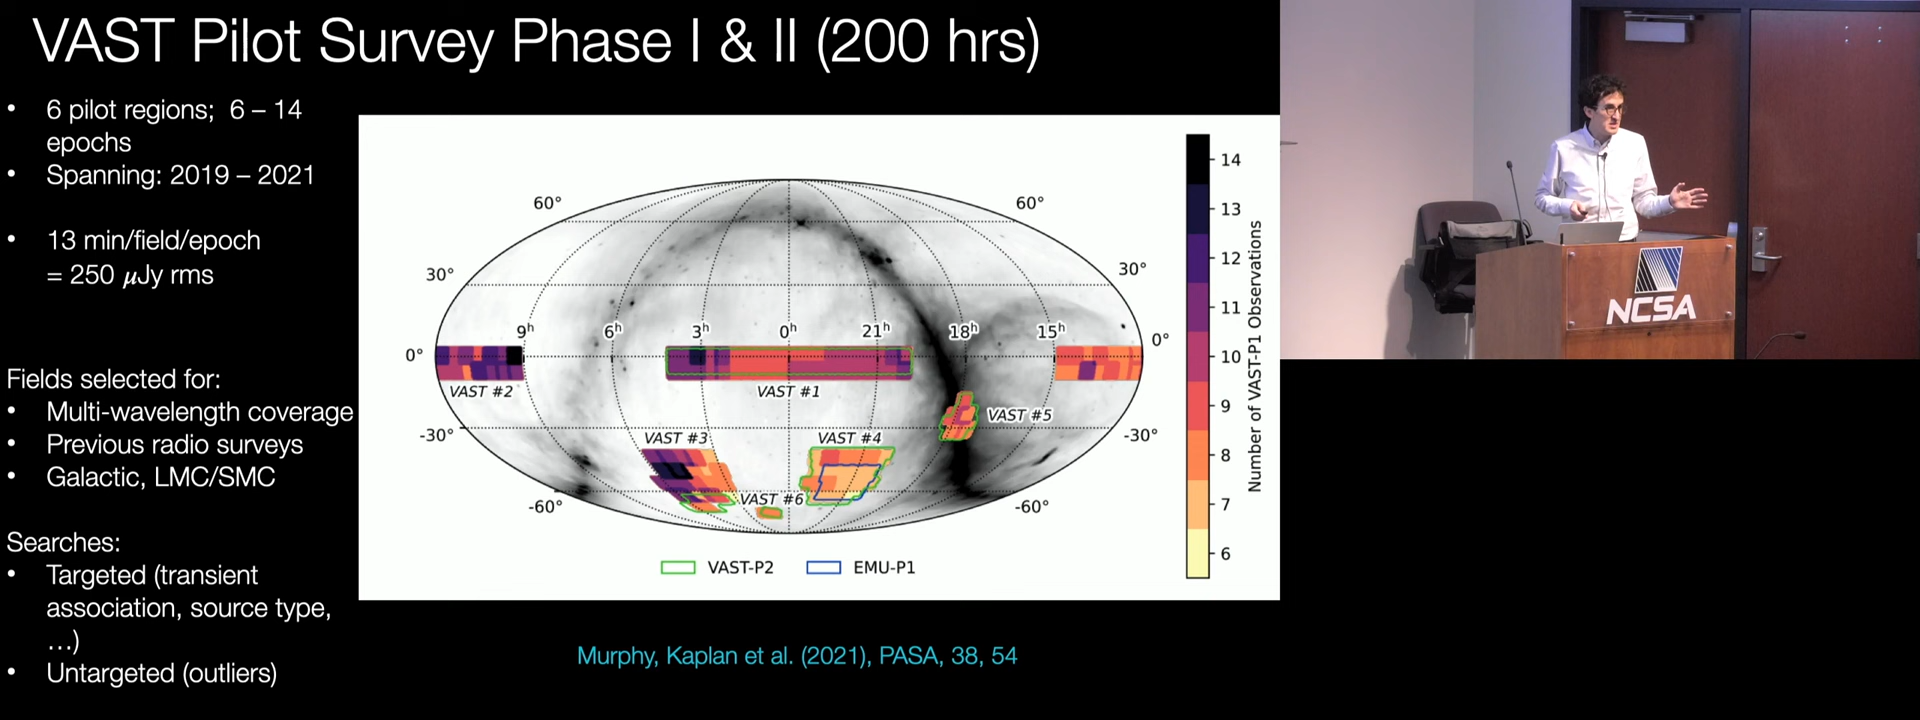 VAST Pilot Survey Phase I & II (200 hrs)
• 6 pilot regions; 6 – 14
epochs
• Spanning: 2019 – 2021
• 13 min/field/epoch
= 250 μJy rms
Fields selected for:
• Multi-wavelength coverage
• Previous radio surveys
• Galactic, LMC/SMC
Searches:
• Targeted (transient
association, source type,
…)
• Untargeted (outliers)
60° 60°
30° 30°
9h 6h 3h 0h 21h 18h 15h
0° 0°
VAST #2 VAST #1
VAST #5
-30° -30°
VAST #3 VAST #4
VAST #6
-60° -60°
VAST-P2 EMU-P1
14
13
12
11
10
9
8
7
6
Number of VAST-P1 Observations
Murphy, Kaplan et al. (2021), PASA, 38, 54
NCSA